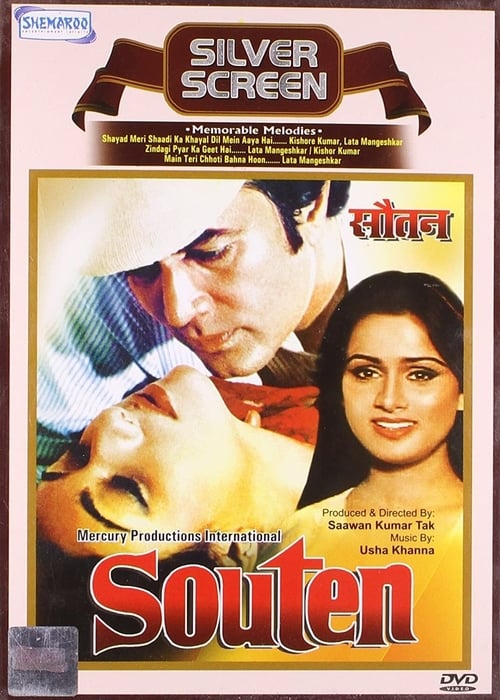 SHEMAROO
SILVER
SCREEN
• Memorable Melodies •
Shayad Meri Shaadi Ka Khayal Dil Mein Aaya Hai...... Kishore Kumar, Lata Mangeshkar
Zindagi Pyar Ka Geet Hai....... Lata Mangeshkar / Kishor Kumar
Main Teri Chhoti Bahna Hoon...... Lata Mangeshkar
सौतन
Produced & Directed By:
Saawan Kumar Tak
Music By:
Usha Khanna
Mercury Productions International
Souten
DVD
VIDEO